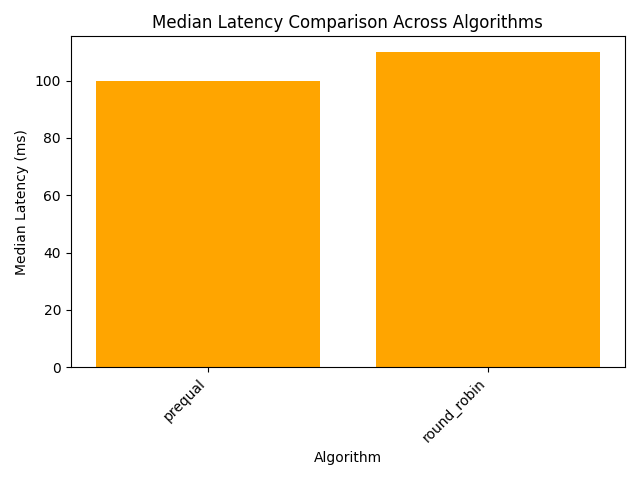 Median Latency Comparison Across Algorithms
Median Latency (ms)
100
80
60
40
20
0
prequal
round_robin
Algorithm